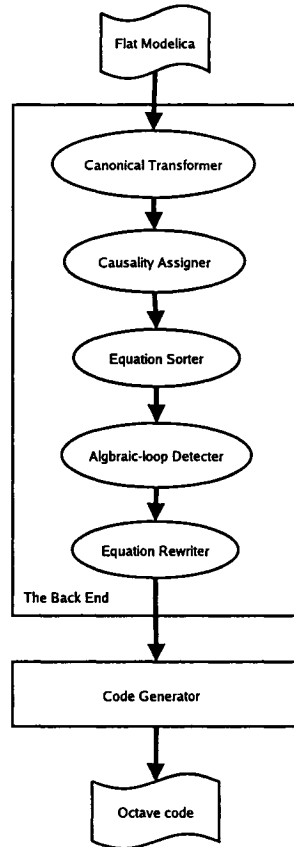 Flat Modelica
Canonical Transformer
Causality Assigner
Equation Sorter
Algbraic-loop Detecter
Equation Rewriter
The Back End
Code Generator
Octave code